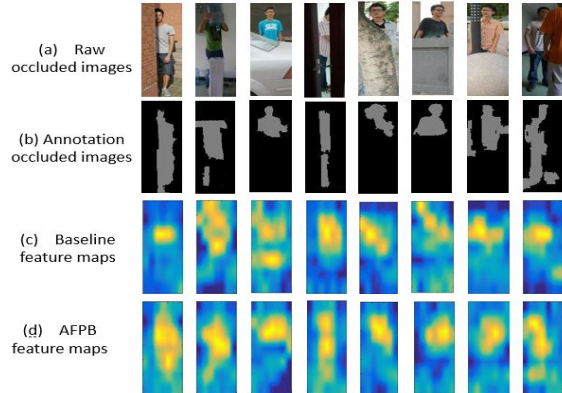 (a) Raw
occluded images
(b) Annotation
occluded images
(c) Baseline
feature maps
(d) AFPB
feature maps